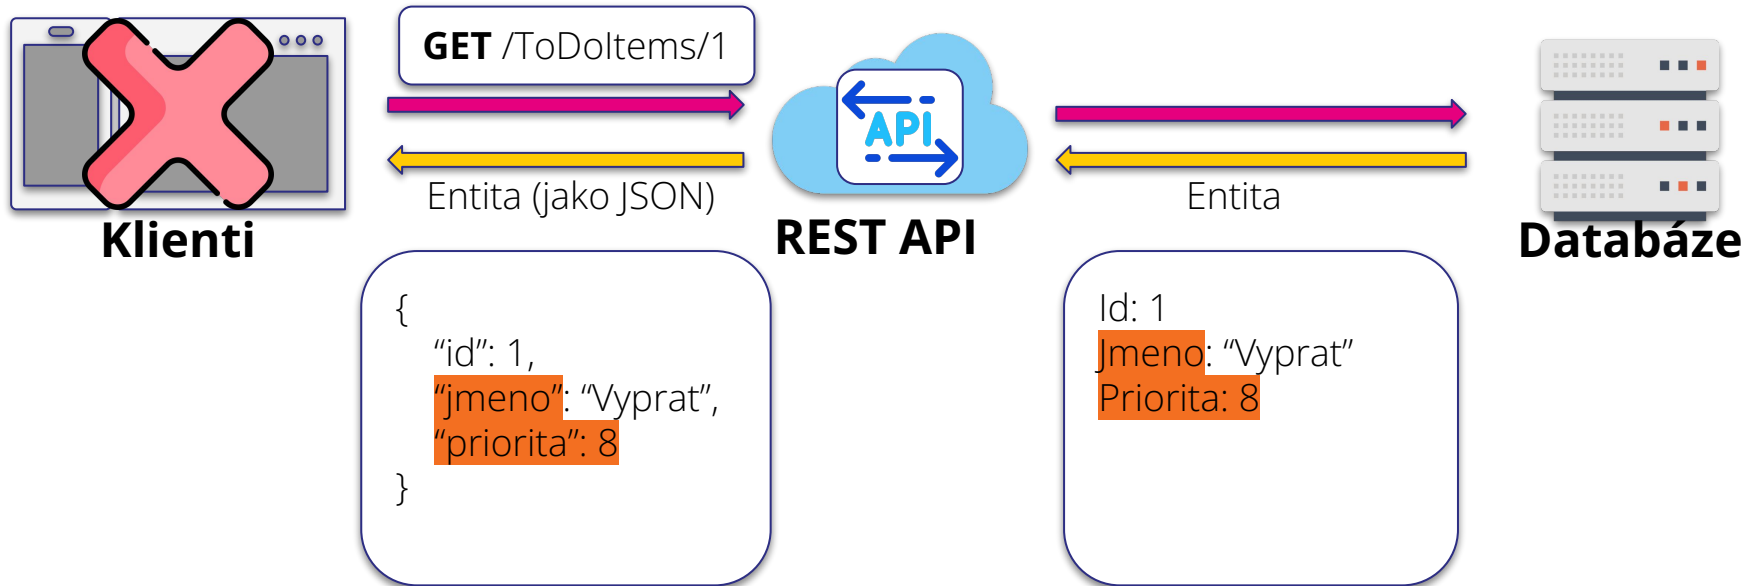 GET /ToDoItems/1
API
Entita (jako JSON)
Entita
Klienti
REST API
Databáze
{
“id”: 1,
“jmeno”: “Vyprat”,
“priorita”: 8
}
Id: 1
Jmeno: “Vyprat”
Priorita: 8